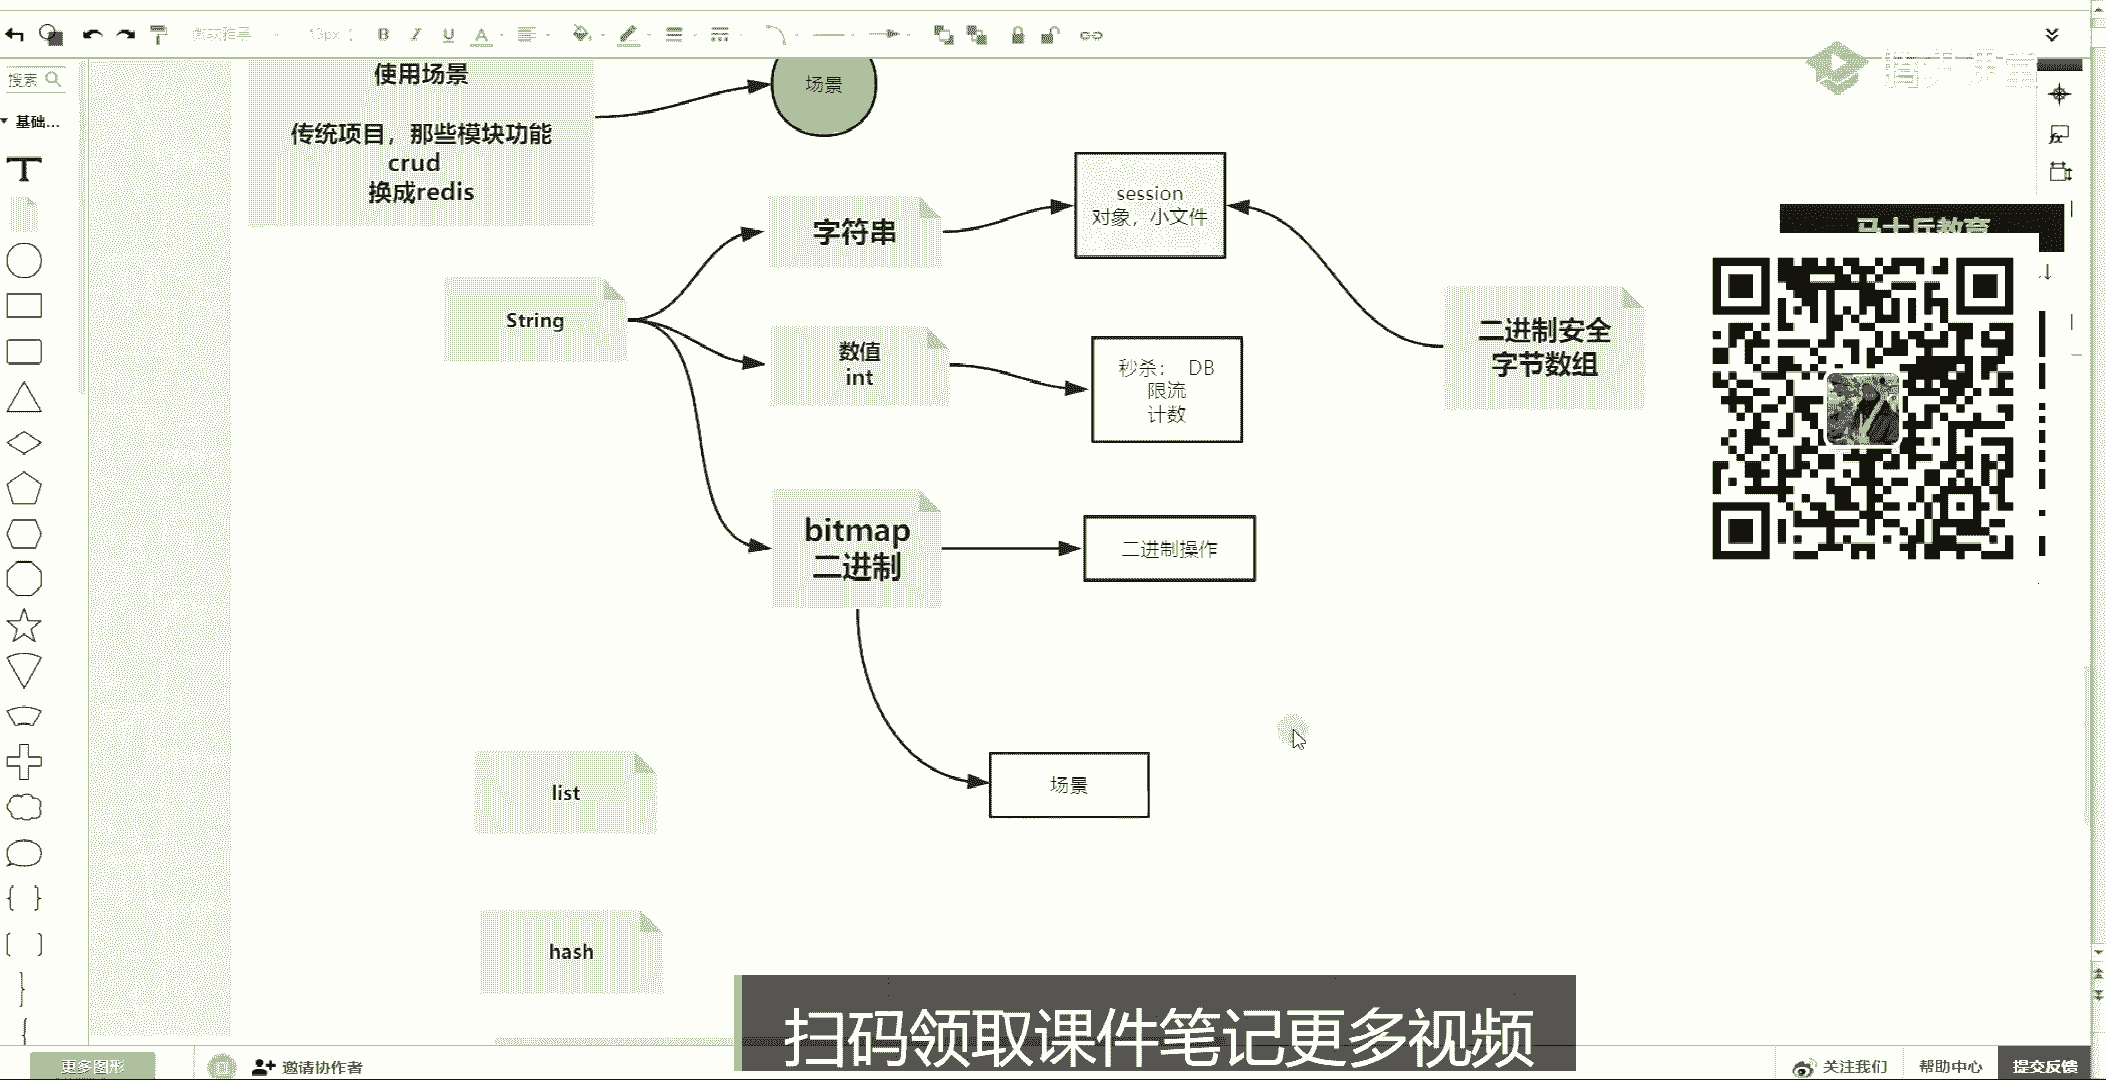 微软雅黑
13px
B
I
U
A
搜索
基础...
T
使用场景
传统项目，那些模块功能
crud
换成redis
场景
String
字符串
session
对象，小文件
数值
int
秒杀： DB
限流
计数
二进制安全
字节数组
马士兵教育
bitmap
二进制
二进制操作
场景
list
hash
扫码领取课件笔记更多视频
更多图形
邀请协作者
关注我们
帮助中心
提交反馈